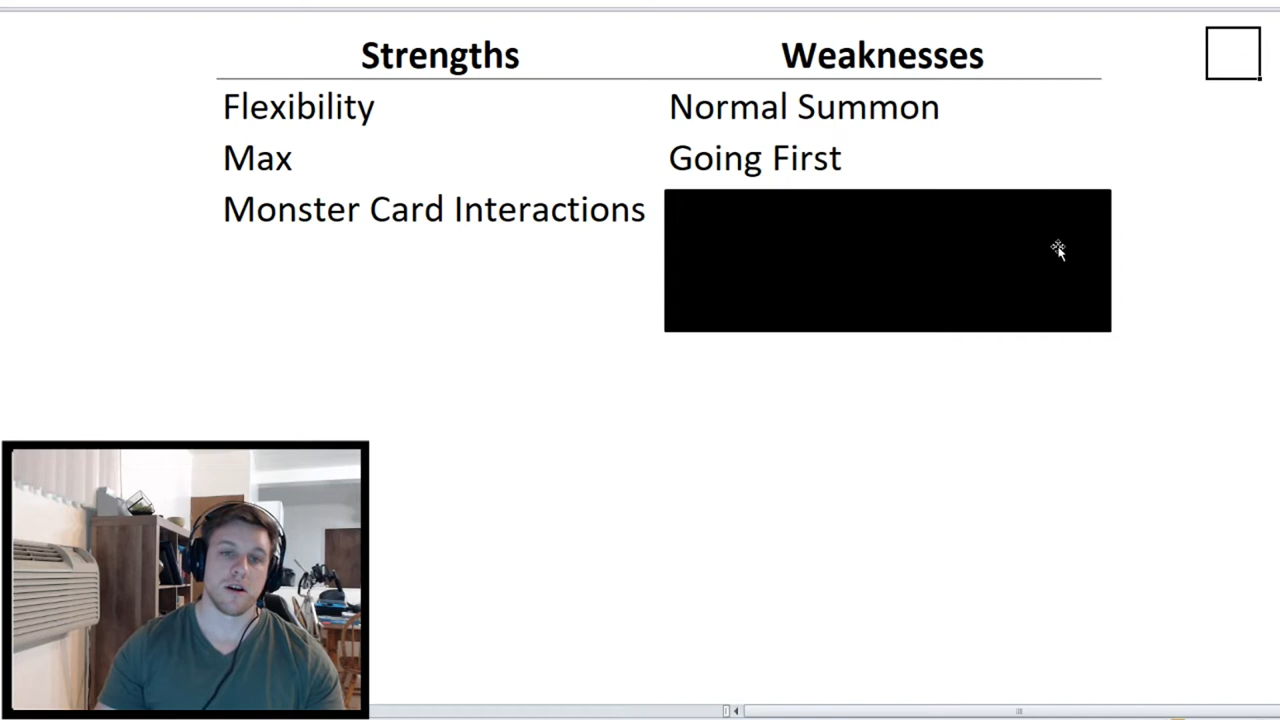 Strengths Weaknesses
Flexibility Normal Summon
Max Going First
Monster Card Interactions